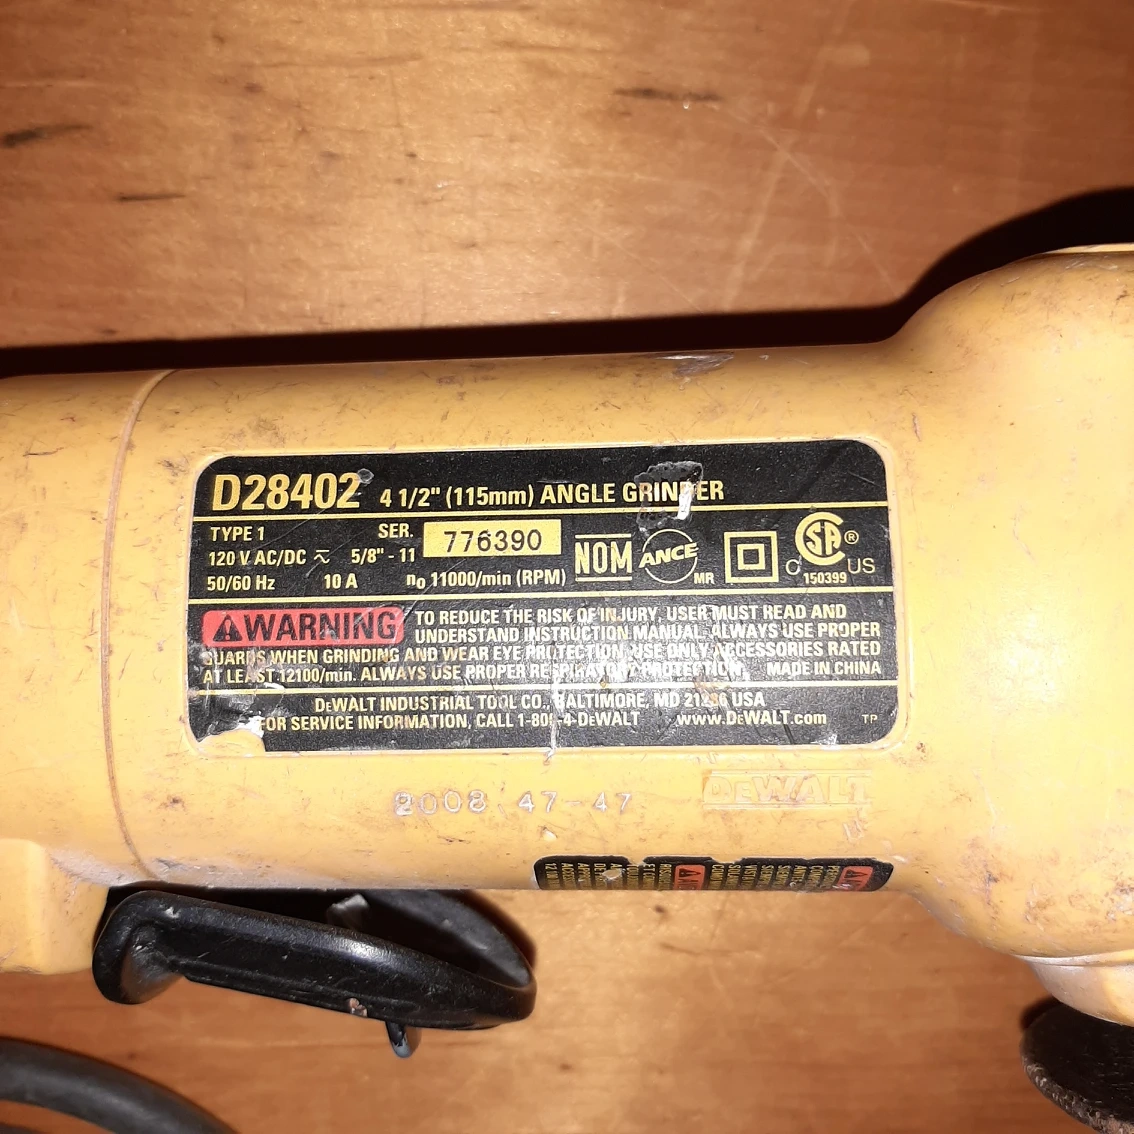 D28402 4 1/2" (115mm) ANGLE GRINDER
TYPE 1 SER. 776390
120 V AC/DC 5/8" - 11
50/60 Hz 10 A n₀ 11000/min (RPM)
NOM ANCE MR
C CSA ® US
150399
WARNING TO REDUCE THE RISK OF INJURY, USER MUST READ AND
UNDERSTAND INSTRUCTION MANUAL. ALWAYS USE PROPER
GUARDS WHEN GRINDING AND WEAR EYE PROTECTION. USE ONLY ACCESSORIES RATED
AT LEAST 12100/min. ALWAYS USE PROPER RESPIRATORY PROTECTION. MADE IN CHINA
DEWALT INDUSTRIAL TOOL CO., BALTIMORE, MD 21286 USA
FOR SERVICE INFORMATION, CALL 1-800-4-DEWALT www.DEWALT.com TP
2008 47-47
DEWALT